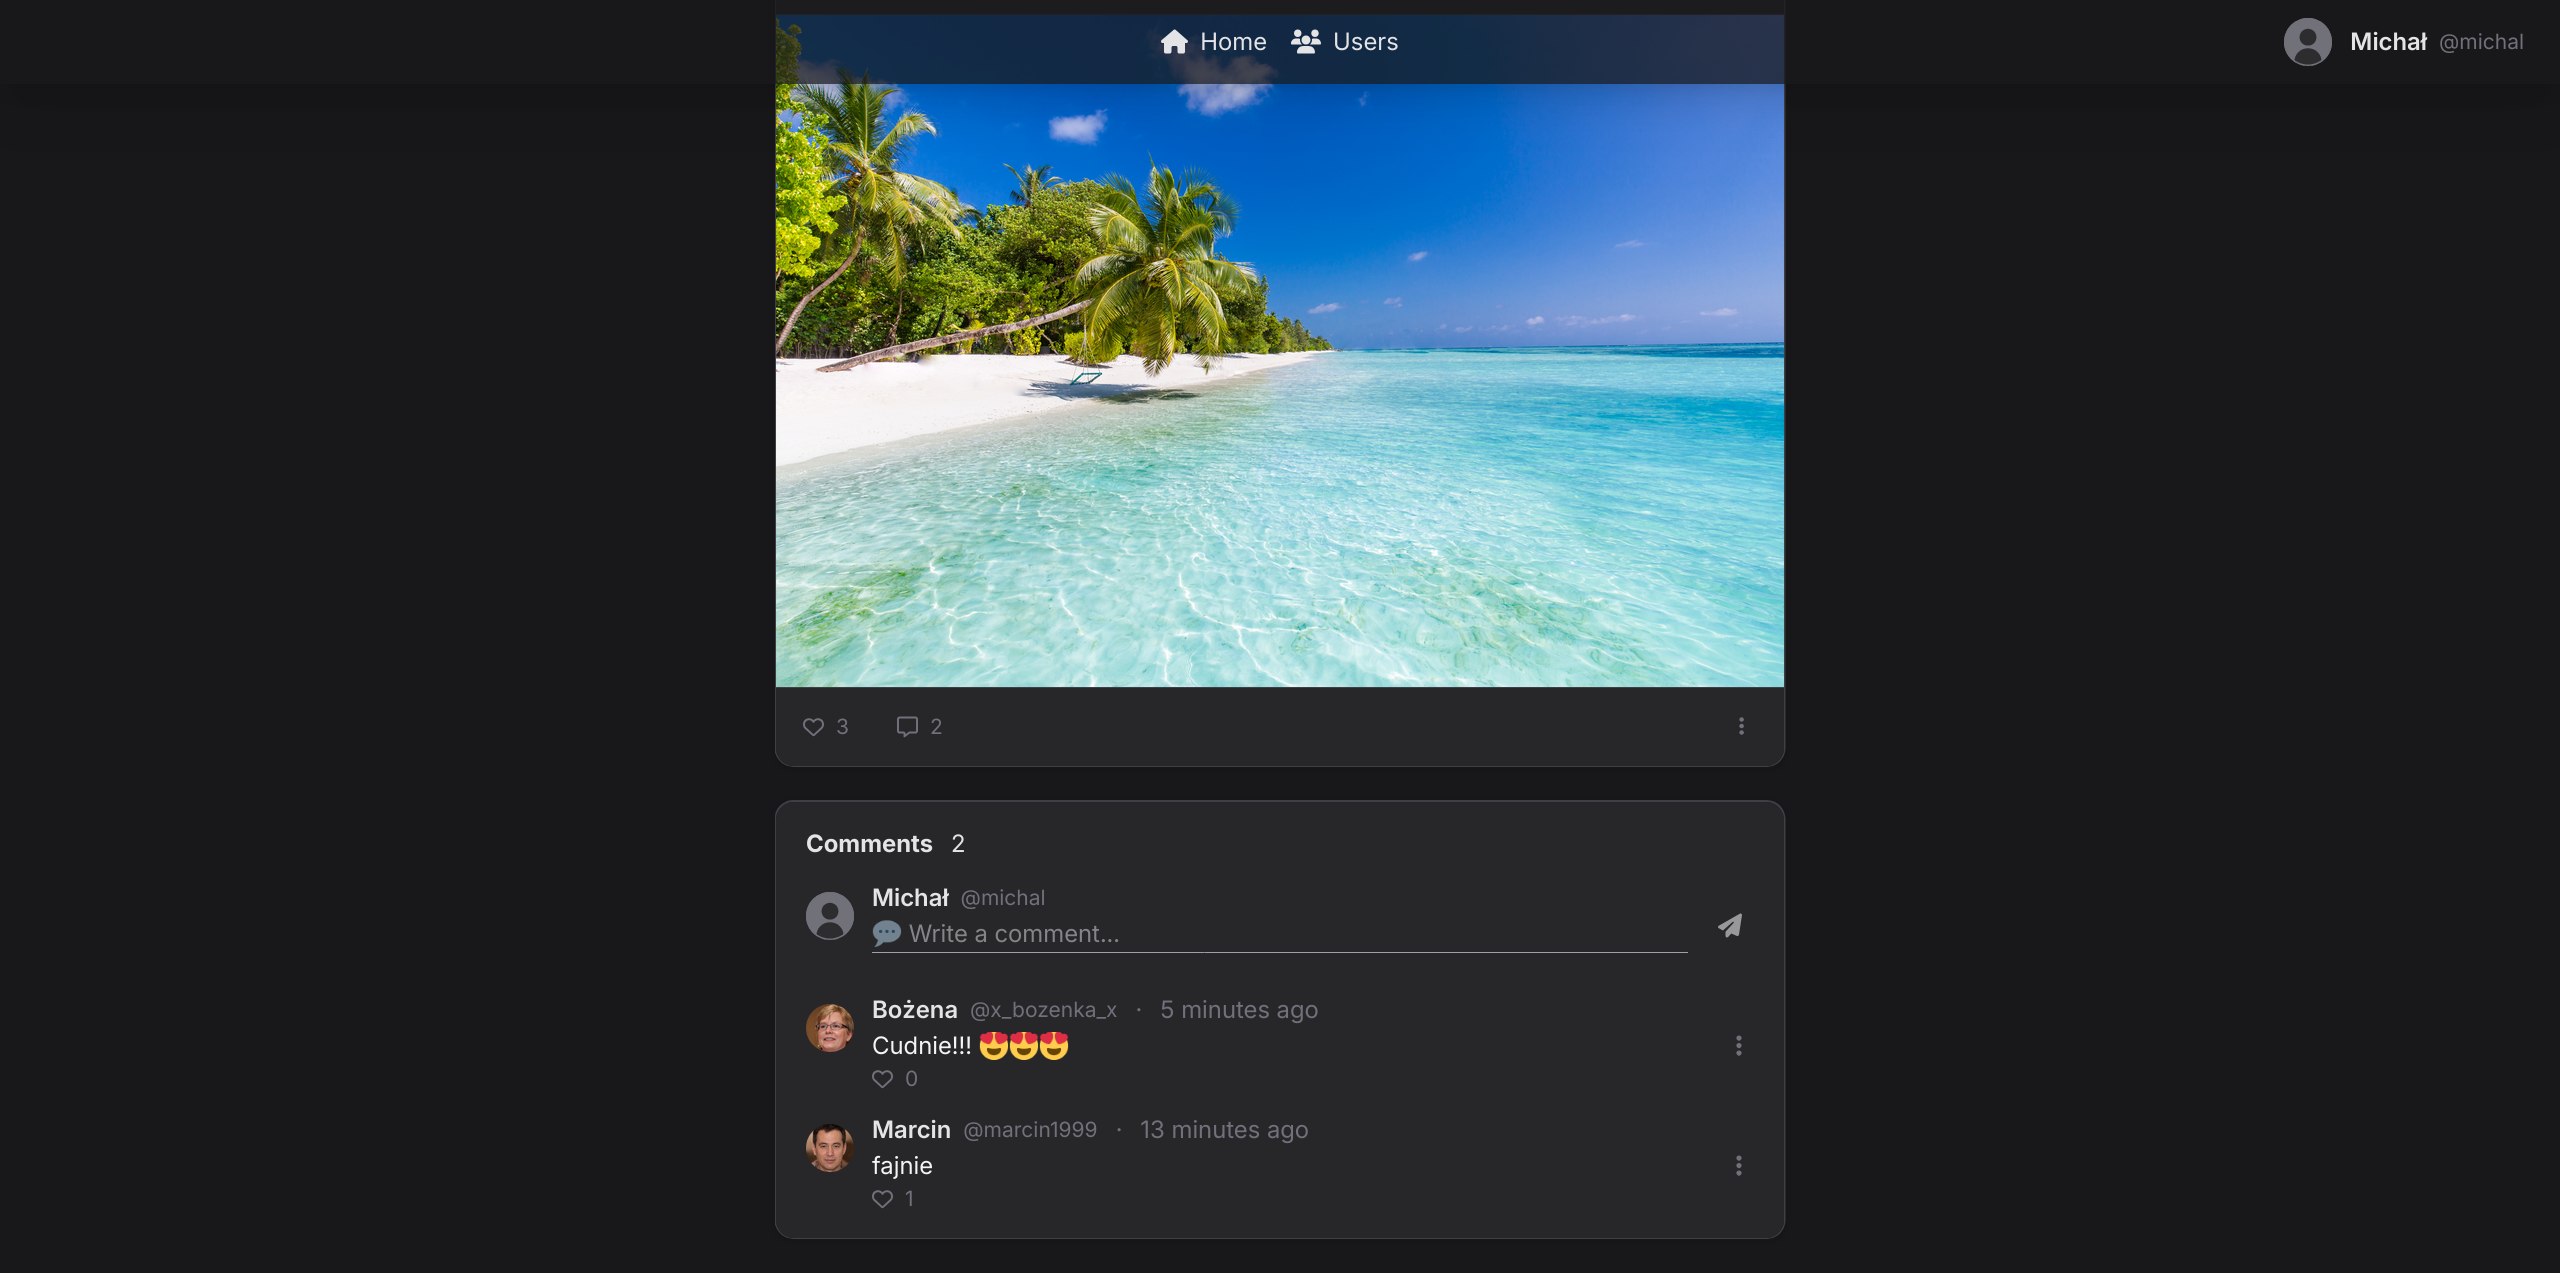 Home Users
Michał @michal
3 2
Comments 2
Michał @michal
💬 Write a comment...
Bożena @x_bozenka_x · 5 minutes ago
Cudnie!!! 😍😍😍
0
Marcin @marcin1999 · 13 minutes ago
fajnie
1